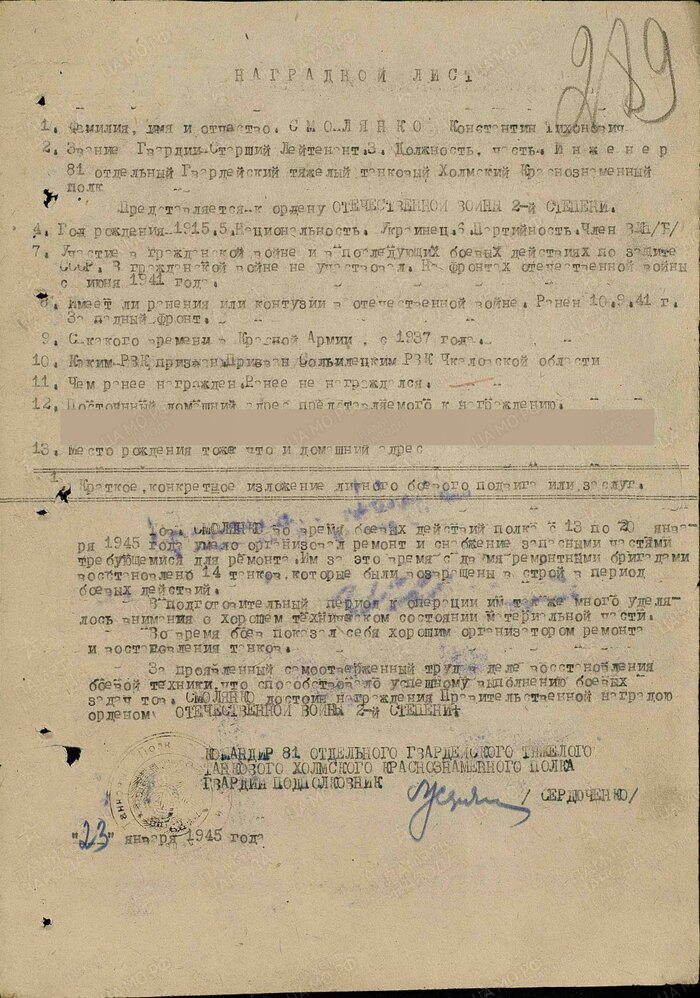 289
НАГРАДНОЙ ЛИСТ
1. Фамилия, имя и отчество. СМОЛЯНКО Константин Тихонович
2. Звание Гвардии Старший Лейтенант.3. Должность, часть. Инженер
81 отдельный Гвардейский тяжелый танковый Холмский Краснознаменный
полк
Представляется к ордену ОТЕЧЕСТВЕННОЙ ВОЙНЫ 2-й СТЕПЕНИ.
4. Год рождения 1915.5.Национальность. Украинец.6.Партийность.Член ВКП/Б/
7. Участие в гражданской войне и в последующих боевых действиях по защите
СССР. В гражданской войне не участвовал. На фронтах отечественной войны
с июня 1941 года.
8. Имеет ли ранения или контузии в отечественной войне. Ранен 10.9.41 г.
Западный фронт.
9. С какого времени в Красной Армии, с 1937 года.
10. Каким РВК призван.Призван Сольилецким РВК Чкаловской области
11. Чем ранее награжден.Ранее не награждался.
12. Постоянный домашний адрес представляемого к награждению.
13. Место рождения тоже что и домашний адрес
1. Краткое, конкретное изложение личного боевого подвига или заслуг.
Тов. СМОЛЯНКО во время боевых действий полка с 13 по 20 янва-
ря 1945 года умело организовал ремонт и снабжение запасными частями
требующемися для ремонта.Им за это время с двумя ремонтными бригадами
восстановлено 14 танков.которые были возвращены в строй в период
боевых действий.
В подготовительный период к операции им так же много уделя-
лось внимания о хорошем техническом состоянии материальной части.
Во время боев показал себя хорошим организатором ремонта
и востановления танков.
За проявленный самоотверженный труд в деле восстановления
боевой техники,что способствовало успешному выполнению боевых
задач тов. СМОЛЯНКО достоин награждения Правительственной наградою
орденом ОТЕЧЕСТВЕННОЙ ВОЙНЫ 2-й СТЕПЕНИ.
КОМАНДИР 81 ОТДЕЛЬНОГО ГВАРДЕЙСКОГО ТЯЖЕЛОГО
ТАНКОВОГО ХОЛМСКОГО КРАСНОЗНАМЕННОГО ПОЛКА
ГВАРДИИ ПОДПОЛКОВНИК
/ СЕРДЮЧЕНКО/
"23" января 1945 года